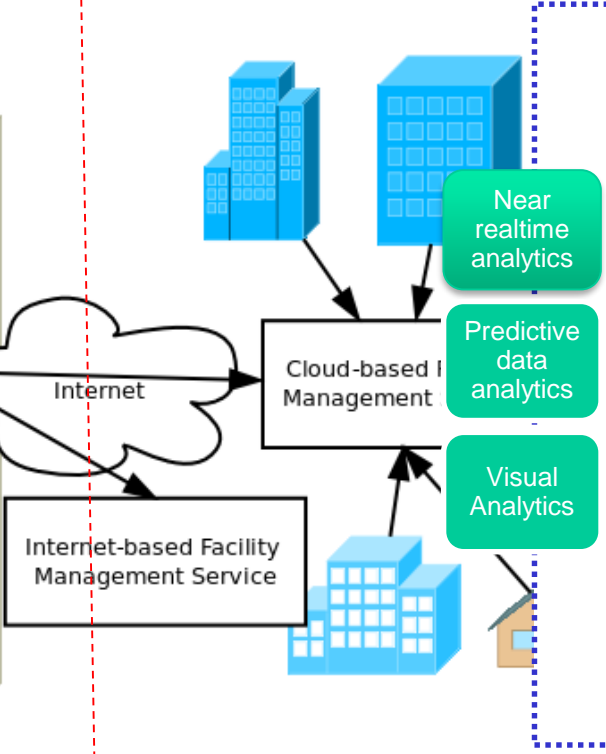 Near
realtime
analytics
Predictive
data
analytics
Visual
Analytics
Internet
Cloud-based
Management
Internet-based Facility
Management Service